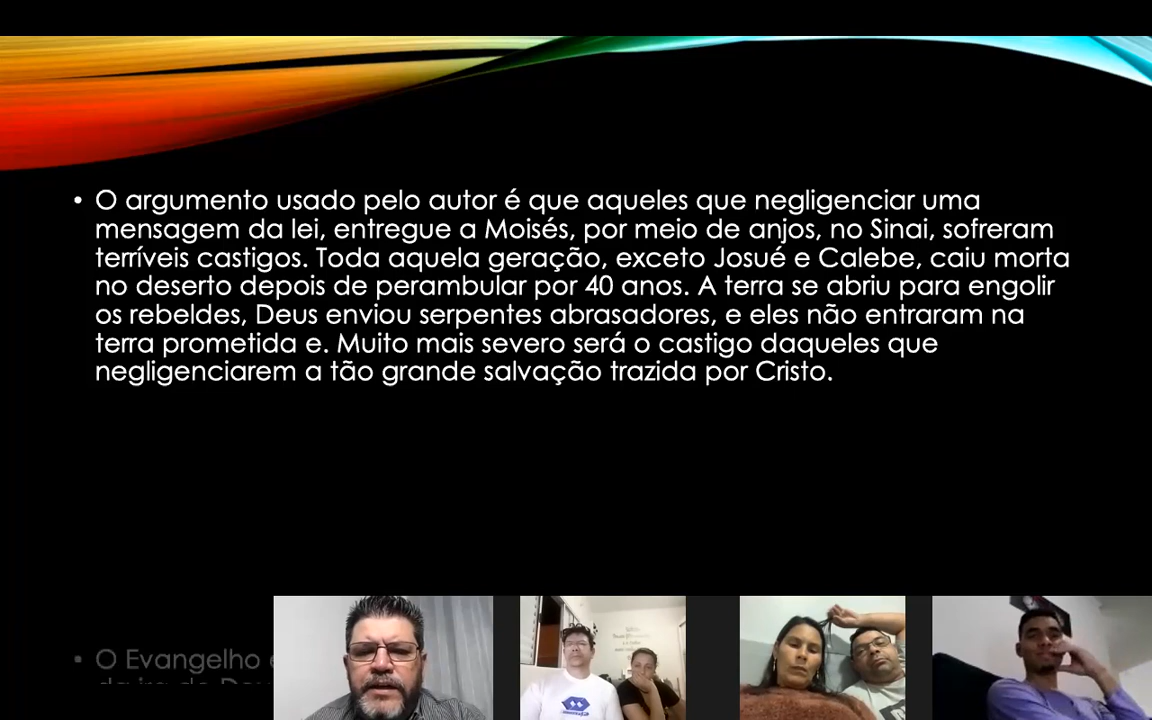 • O argumento usado pelo autor é que aqueles que negligenciar uma
mensagem da lei, entregue a Moisés, por meio de anjos, no Sinai, sofreram
terríveis castigos. Toda aquela geração, exceto Josué e Calebe, caiu morta
no deserto depois de perambular por 40 anos. A terra se abriu para engolir
os rebeldes, Deus enviou serpentes abrasadores, e eles não entraram na
terra prometida e. Muito mais severo será o castigo daqueles que
negligenciarem a tão grande salvação trazida por Cristo.
• O Evangelho